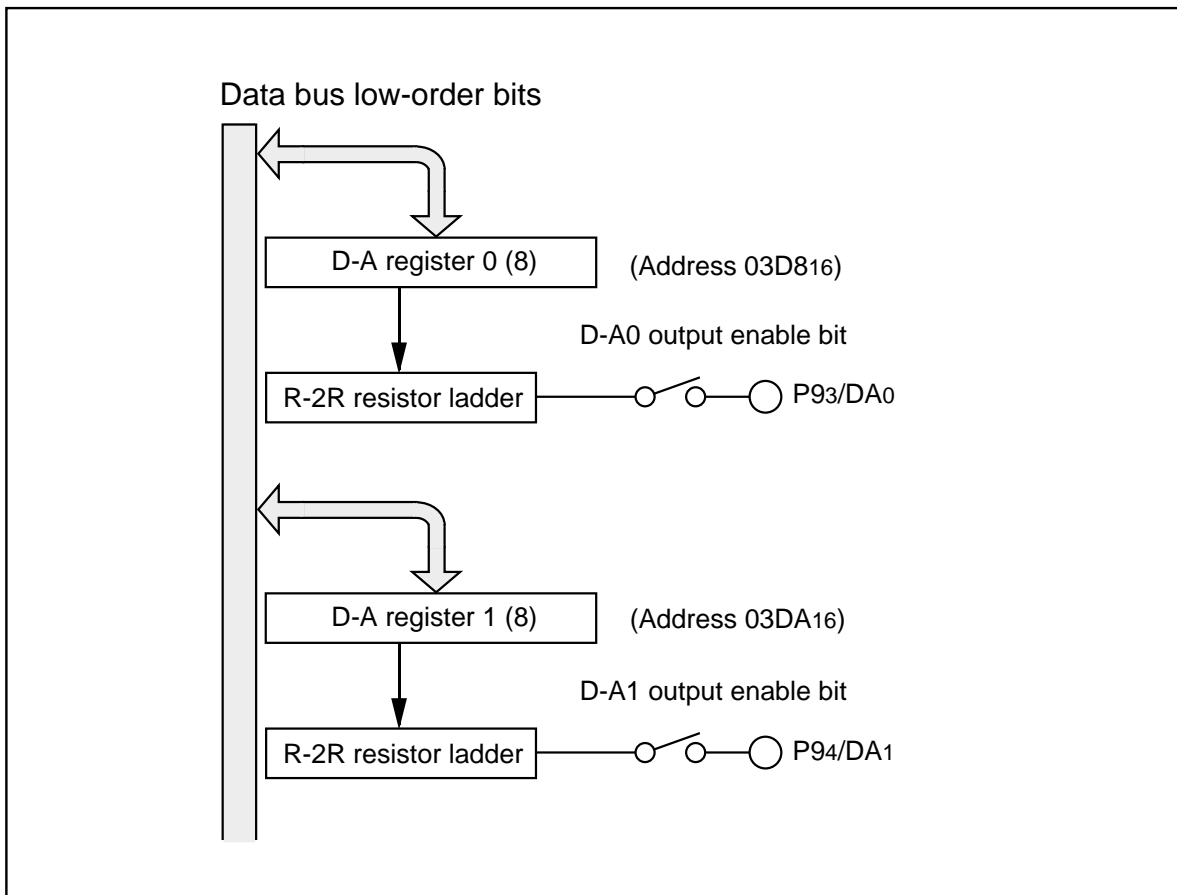 Data bus low-order bits
D-A register 0 (8)
(Address 03D816)
D-A0 output enable bit
R-2R resistor ladder
P93/DA0
D-A register 1 (8)
(Address 03DA16)
D-A1 output enable bit
R-2R resistor ladder
P94/DA1